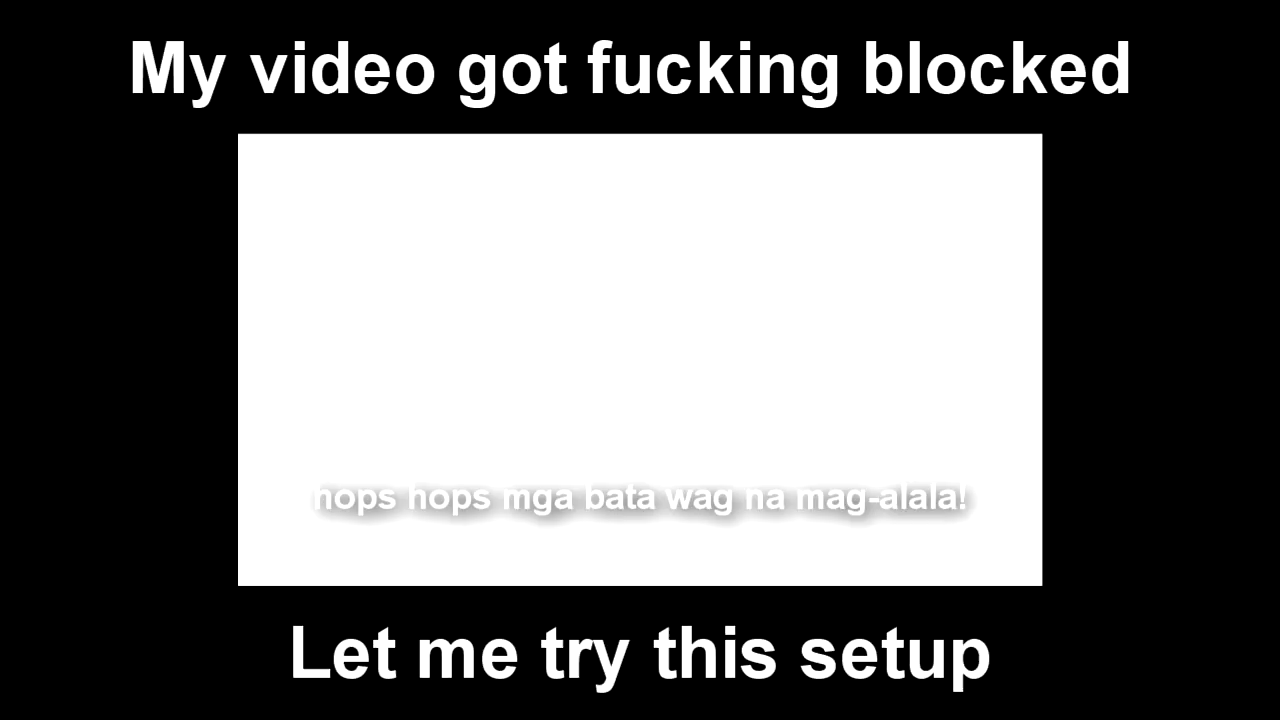 My video got fucking blocked
hops hops mga bata wag na mag-alala!
Let me try this setup